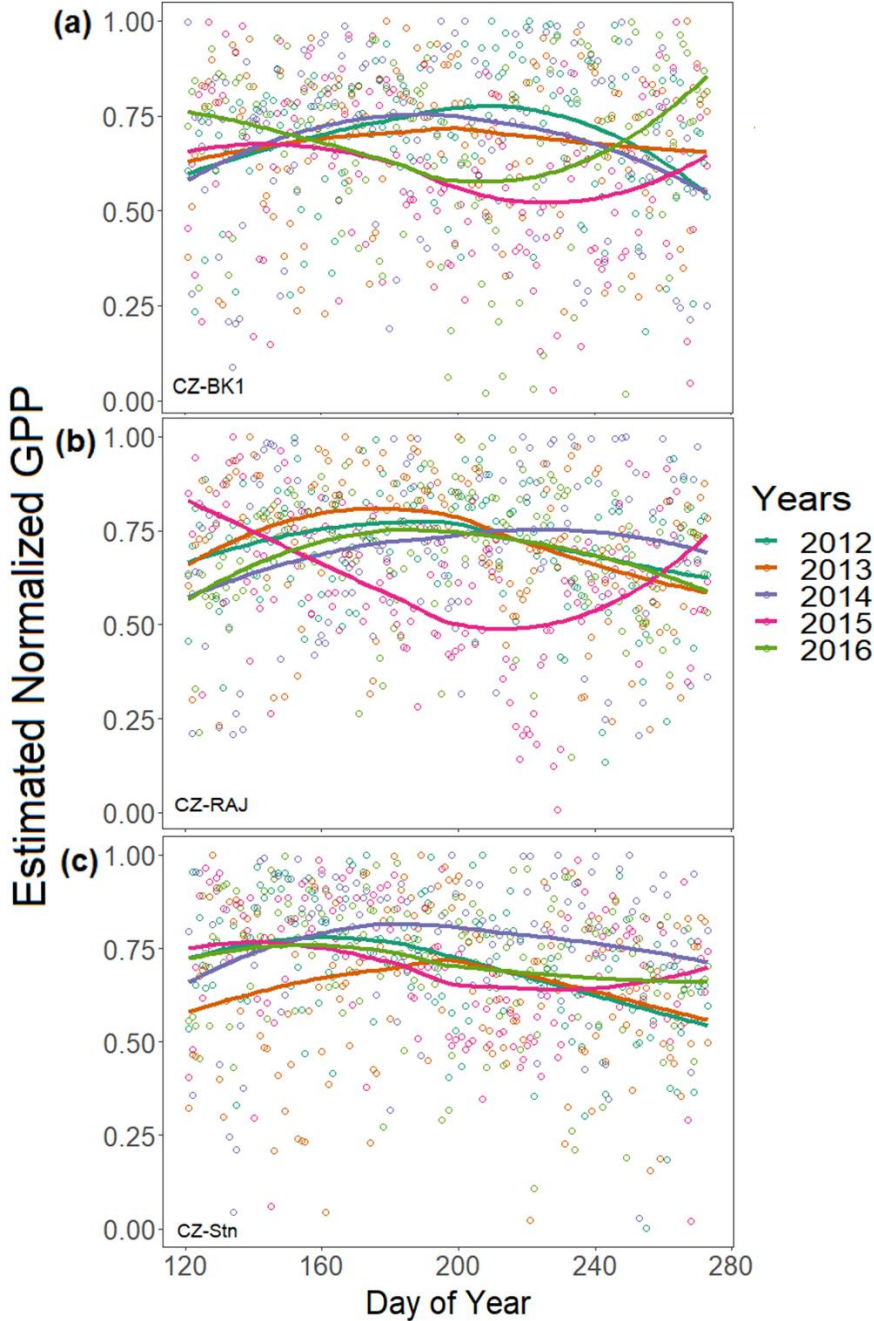 (a)
1.00
0.75
0.50
0.25
0.00
CZ-BK1
(b)
1.00
0.75
0.50
0.25
0.00
CZ-RAJ
(c)
1.00
0.75
0.50
0.25
0.00
CZ-Stn
120 160 200 240 280
Day of Year
Estimated Normalized GPP
Years
2012
2013
2014
2015
2016